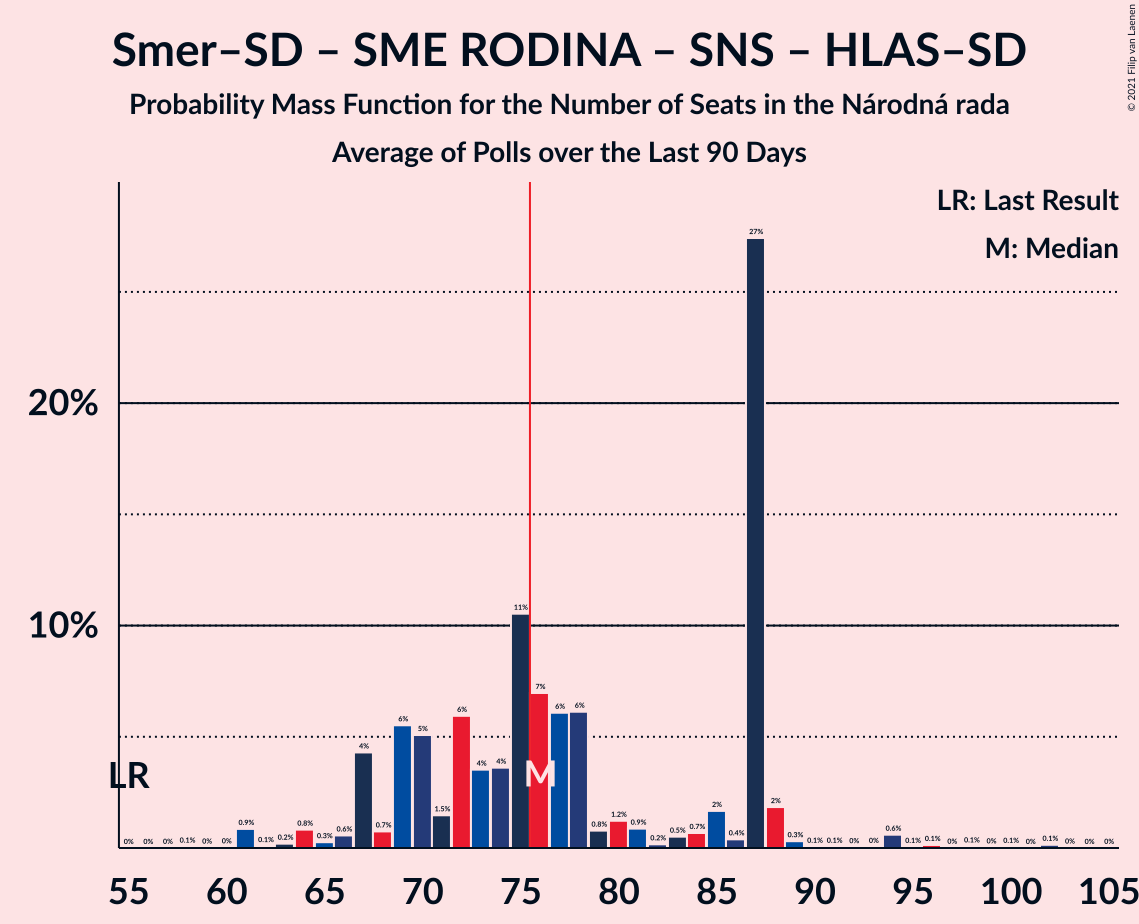 Smer–SD – SME RODINA – SNS – HLAS–SD
Probability Mass Function for the Number of Seats in the Národná rada
Average of Polls over the Last 90 Days
© 2021 Filip van Laenen
LR: Last Result
M: Median
20%
10%
LR
M
0% 0% 0% 0.1% 0% 0% 0.9% 0.1% 0.2% 0.8% 0.3% 0.6% 4% 0.7% 6% 5% 1.5% 6% 4% 4% 11% 7% 6% 6% 0.8% 1.2% 0.9% 0.2% 0.5% 0.7% 2% 0.4% 27% 2% 0.3% 0.1% 0.1% 0% 0% 0.6% 0.1% 0.1% 0% 0.1% 0% 0.1% 0% 0.1% 0% 0% 0%
55 60 65 70 75 80 85 90 95 100 105